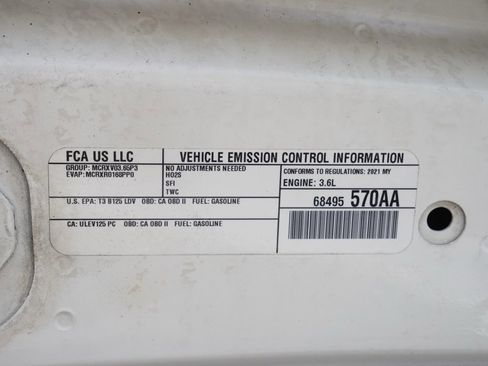 FCA US LLC
VEHICLE EMISSION CONTROL INFORMATION
GROUP: MCRXV03.65P3
EVAP: MCRXR0168PP0
NO ADJUSTMENTS NEEDED
HO2S
SFI
TWC
CONFORMS TO REGULATIONS: 2021 MY
ENGINE: 3.6L
U.S. EPA: T3 B125 LDV OBD: CA OBD II FUEL: GASOLINE
68495 570AA
CA: ULEV125 PC OBD: CA OBD II FUEL: GASOLINE